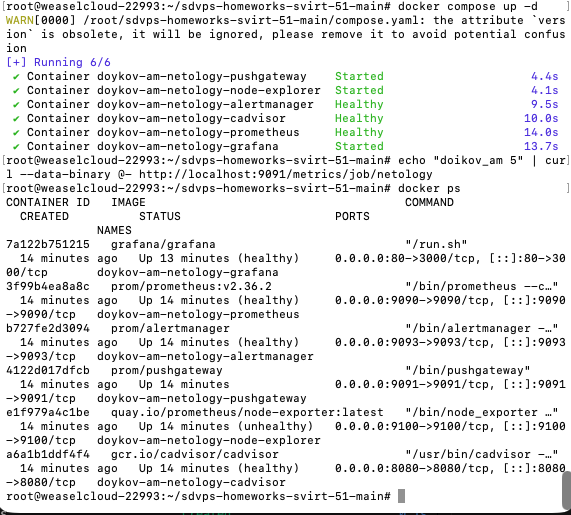 [root@weaselcloud-22993:~/sdvps-homeworks-svirt-51-main# docker compose up -d ]
WARN[0000] /root/sdvps-homeworks-svirt-51-main/compose.yaml: the attribute `vers
ion` is obsolete, it will be ignored, please remove it to avoid potential confus
ion
[+] Running 6/6
✔ Container doykov-am-netology-pushgateway Started 4.4s
✔ Container doykov-am-netology-node-explorer Started 4.1s
✔ Container doykov-am-netology-alertmanager Healthy 9.5s
✔ Container doykov-am-netology-cadvisor Healthy 10.0s
✔ Container doykov-am-netology-prometheus Healthy 14.0s
✔ Container doykov-am-netology-grafana Started 13.7s
[root@weaselcloud-22993:~/sdvps-homeworks-svirt-51-main# echo "doikov_am 5" | cur]
l --data-binary @- http://localhost:9091/metrics/job/netology
[root@weaselcloud-22993:~/sdvps-homeworks-svirt-51-main# docker ps ]
CONTAINER ID IMAGE COMMAND
CREATED STATUS PORTS
NAMES
7a122b751215 grafana/grafana "/run.sh"
14 minutes ago Up 13 minutes (healthy) 0.0.0.0:80->3000/tcp, [::]:80->30
00/tcp doykov-am-netology-grafana
3f99b4ea8a8c prom/prometheus:v2.36.2 "/bin/prometheus --c…"
14 minutes ago Up 14 minutes (healthy) 0.0.0.0:9090->9090/tcp, [::]:9090
->9090/tcp doykov-am-netology-prometheus
b727fe2d3094 prom/alertmanager "/bin/alertmanager -…"
14 minutes ago Up 14 minutes (healthy) 0.0.0.0:9093->9093/tcp, [::]:9093
->9093/tcp doykov-am-netology-alertmanager
4122d017dfcb prom/pushgateway "/bin/pushgateway"
14 minutes ago Up 14 minutes 0.0.0.0:9091->9091/tcp, [::]:9091
->9091/tcp doykov-am-netology-pushgateway
e1f979a4c1be quay.io/prometheus/node-exporter:latest "/bin/node_exporter …"
14 minutes ago Up 14 minutes (unhealthy) 0.0.0.0:9100->9100/tcp, [::]:9100
->9100/tcp doykov-am-netology-node-explorer
a6a1b1ddf4f4 gcr.io/cadvisor/cadvisor "/usr/bin/cadvisor -…"
14 minutes ago Up 14 minutes (healthy) 0.0.0.0:8080->8080/tcp, [::]:8080
->8080/tcp doykov-am-netology-cadvisor
root@weaselcloud-22993:~/sdvps-homeworks-svirt-51-main#